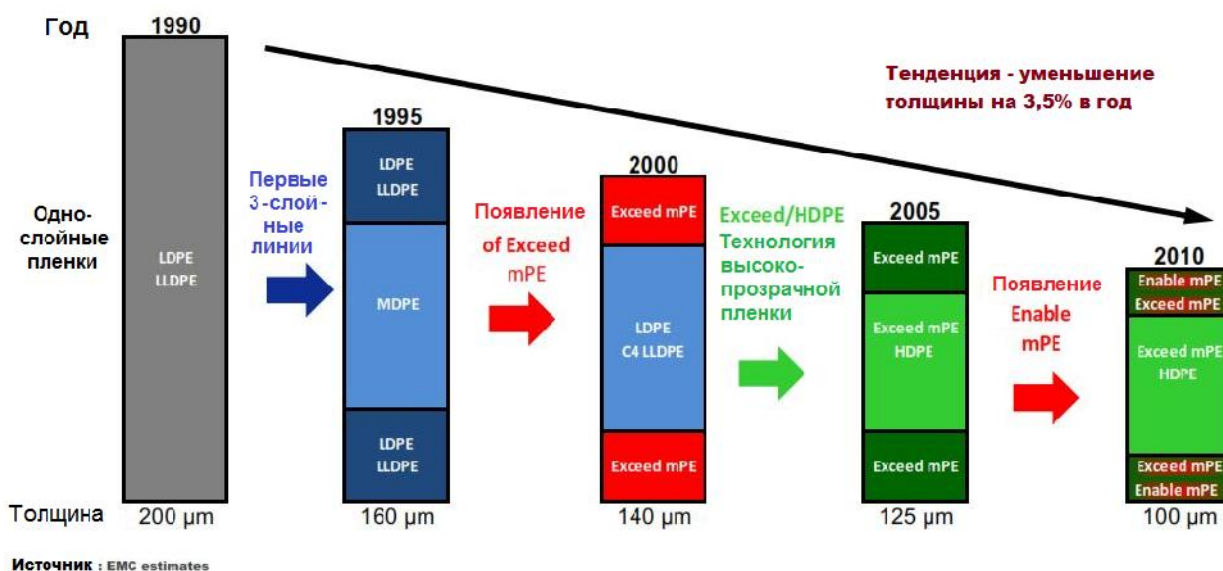 Год
1990
Тенденция - уменьшение
толщины на 3,5% в год
1995
2000
2005
2010
Одно-
слойные
пленки
LDPE
LLDPE
Первые
3-слой-
ные
линии
LDPE
LLDPE
MDPE
LDPE
LLDPE
Появление
of Exceed
mPE
Exceed mPE
LDPE
C4 LLDPE
Exceed mPE
Exceed/HDPE
Технология
высоко-
прозрачной
пленки
Exceed mPE
Exceed mPE
HDPE
Exceed mPE
Появление
Enable
mPE
Enable mPE
Exceed mPE
Exceed mPE
HDPE
Exceed mPE
Enable mPE
Толщина
200 µm
160 µm
140 µm
125 µm
100 µm
Источник : EMC estimates